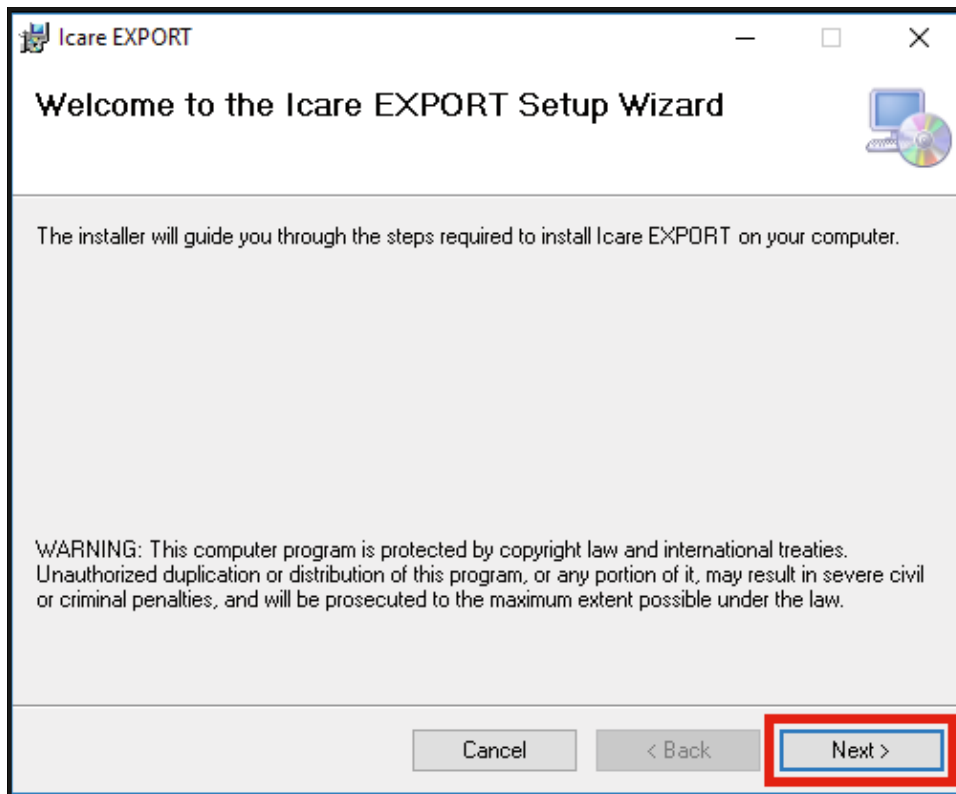 Icare EXPORT
Welcome to the Icare EXPORT Setup Wizard
The installer will guide you through the steps required to install Icare EXPORT on your computer.
WARNING: This computer program is protected by copyright law and international treaties.
Unauthorized duplication or distribution of this program, or any portion of it, may result in severe civil
or criminal penalties, and will be prosecuted to the maximum extent possible under the law.
Cancel < Back Next >